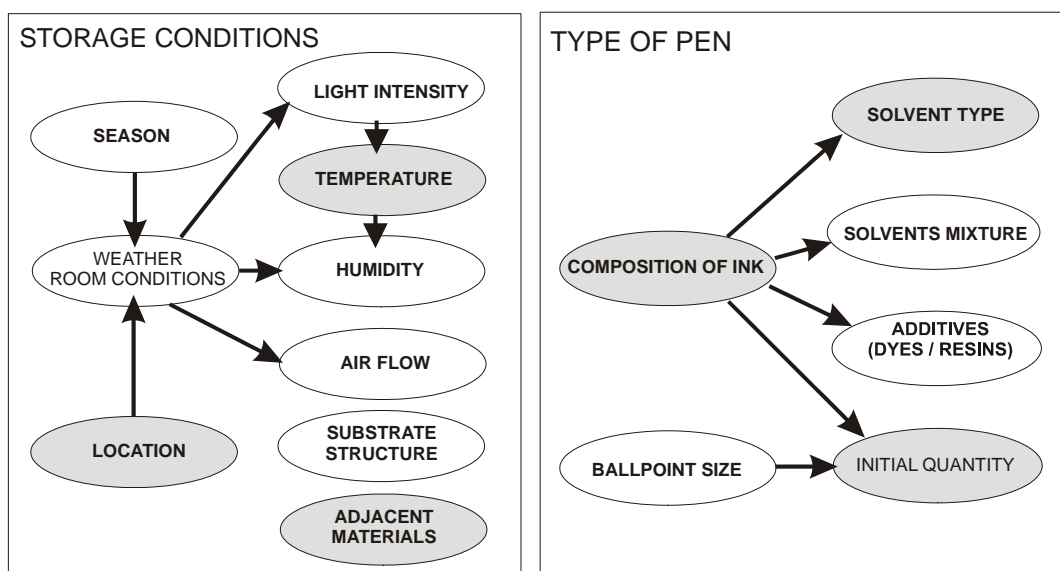 STORAGE CONDITIONS
LIGHT INTENSITY
SEASON
TEMPERATURE
WEATHER
ROOM CONDITIONS
HUMIDITY
AIR FLOW
LOCATION
SUBSTRATE
STRUCTURE
ADJACENT
MATERIALS
TYPE OF PEN
SOLVENT TYPE
SOLVENTS MIXTURE
COMPOSITION OF INK
ADDITIVES
(DYES / RESINS)
BALLPOINT SIZE
INITIAL QUANTITY